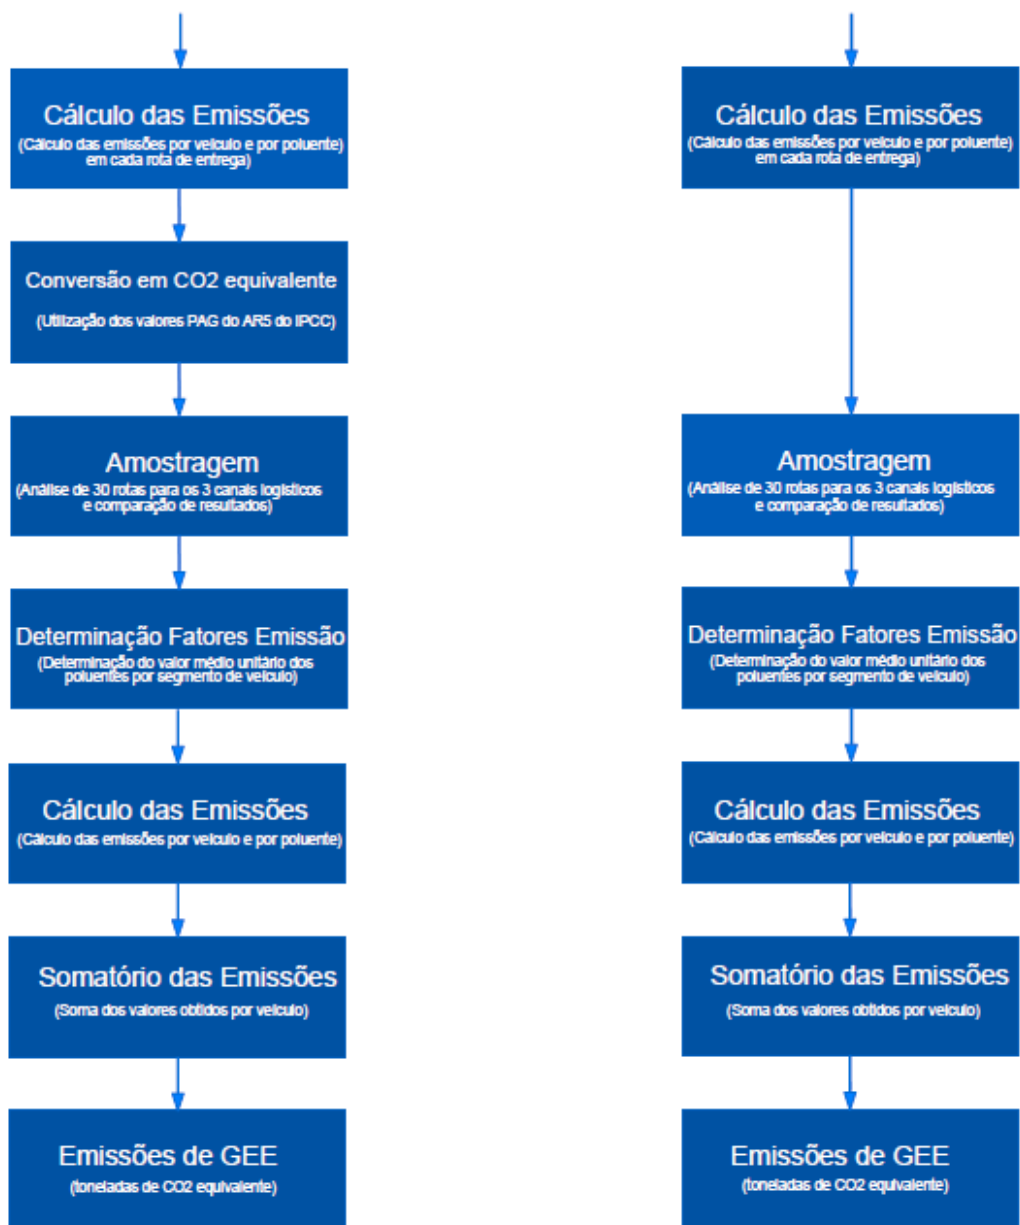 Cálculo das Emissões
(Cálculo das emissões por veículo e por poluente)
em cada rota de entrega)
Conversão em CO2 equivalente
(Utilização dos valores PAG do AR5 do IPCC)
Amostragem
(Análise de 30 rotas para os 3 canais logísticos
e comparação de resultados)
Determinação Fatores Emissão
(Determinação do valor médio unitário dos
poluentes por segmento de veículo)
Cálculo das Emissões
(Cálculo das emissões por veículo e por poluente)
Somatório das Emissões
(Soma dos valores obtidos por veículo)
Emissões de GEE
(toneladas de CO2 equivalente)
Cálculo das Emissões
(Cálculo das emissões por veículo e por poluente)
em cada rota de entrega)
Amostragem
(Análise de 30 rotas para os 3 canais logísticos
e comparação de resultados)
Determinação Fatores Emissão
(Determinação do valor médio unitário dos
poluentes por segmento de veículo)
Cálculo das Emissões
(Cálculo das emissões por veículo e por poluente)
Somatório das Emissões
(Soma dos valores obtidos por veículo)
Emissões de GEE
(toneladas de CO2 equivalente)